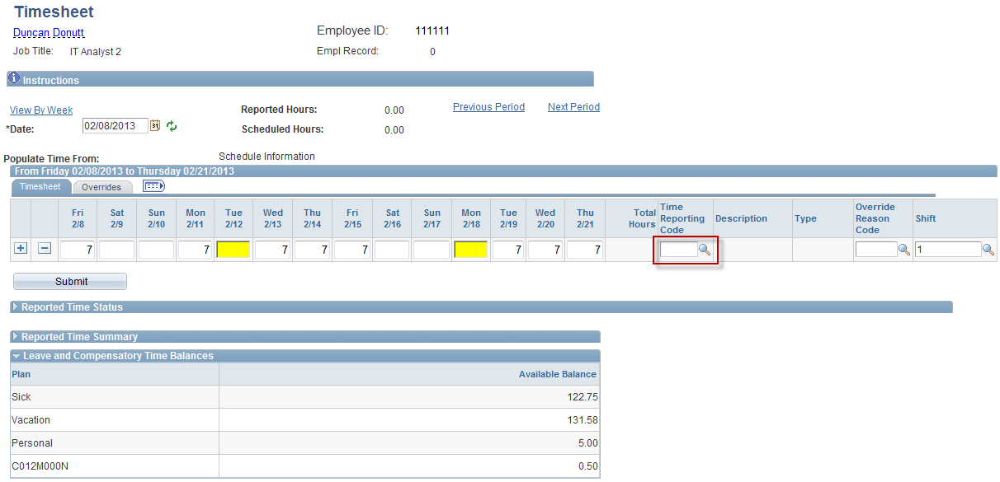 Timesheet
Duncan Donutt
Employee ID: 111111
Job Title: IT Analyst 2
Empl Record: 0
Instructions
View By Week
Reported Hours: 0.00
Previous Period Next Period
*Date: 02/08/2013 31
Scheduled Hours: 0.00
Populate Time From: Schedule Information
From Friday 02/08/2013 to Thursday 02/21/2013
Timesheet Overrides
Fri 2/8
Sat 2/9
Sun 2/10
Mon 2/11
Tue 2/12
Wed 2/13
Thu 2/14
Fri 2/15
Sat 2/16
Sun 2/17
Mon 2/18
Tue 2/19
Wed 2/20
Thu 2/21
Total Hours
Time Reporting Code
Description
Type
Override Reason Code
Shift
7 7 7 7 7 7 7 7 1
Submit
Reported Time Status
Reported Time Summary
Leave and Compensatory Time Balances
Plan Available Balance
Sick 122.75
Vacation 131.58
Personal 5.00
C012M000N 0.50